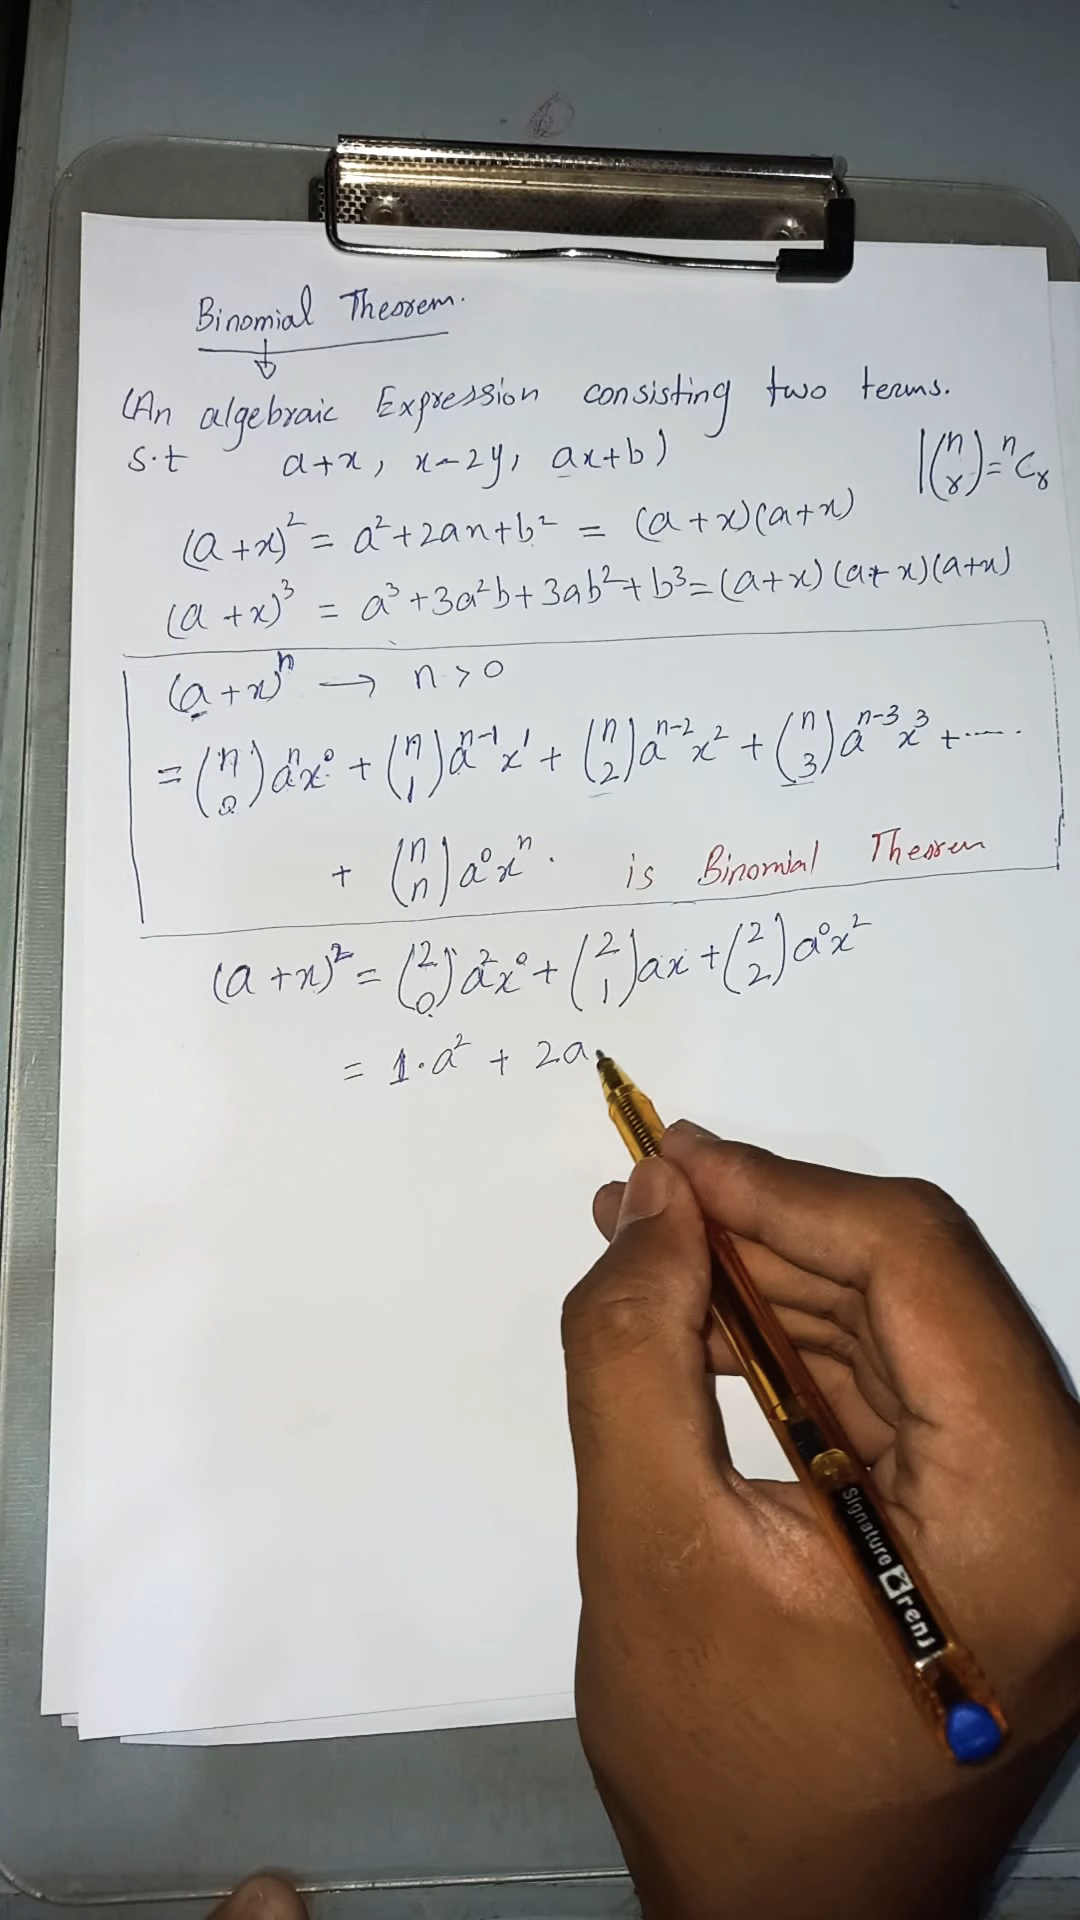 Binomial Theorem.
(An algebraic Expression consisting two terms.
s.t a+x, x-2y, ax+b)
|(n r) = ⁿCᵣ
(a+x)² = a²+2ax+b² = (a+x)(a+x)
(a+x)³ = a³+3a²b+3ab²+b³=(a+x)(a+x)(a+x)
(a+x)ⁿ → n>0
= (n 0) aⁿx⁰ + (n 1) aⁿ⁻¹x¹ + (n 2) aⁿ⁻²x² + (n 3) aⁿ⁻³x³ + .....
+ (n n) a⁰xⁿ. is Binomial Theorem
(a+x)² = (2 0) a²x⁰ + (2 1) ax + (2 2) a⁰x²
= 1·a² + 2a
Signature